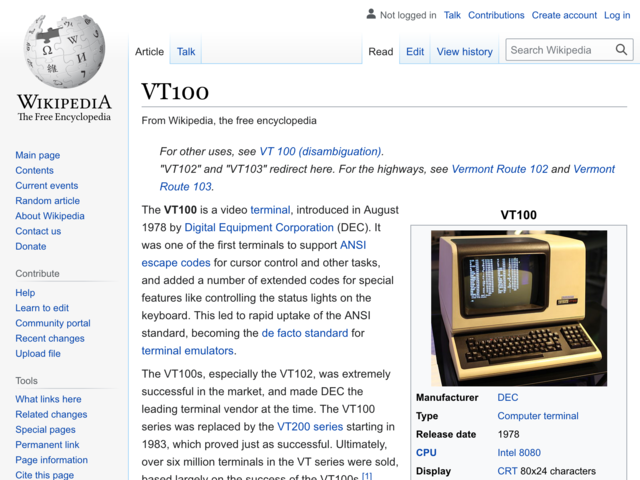 Not logged in Talk Contributions Create account Log in
Article Talk Read Edit View history Search Wikipedia
WIKIPEDIA
The Free Encyclopedia
Main page
Contents
Current events
Random article
About Wikipedia
Contact us
Donate
Contribute
Help
Learn to edit
Community portal
Recent changes
Upload file
Tools
What links here
Related changes
Special pages
Permanent link
Page information
Cite this page
VT100
From Wikipedia, the free encyclopedia
For other uses, see VT 100 (disambiguation).
"VT102" and "VT103" redirect here. For the highways, see Vermont Route 102 and Vermont
Route 103.
The VT100 is a video terminal, introduced in August
1978 by Digital Equipment Corporation (DEC). It
was one of the first terminals to support ANSI
escape codes for cursor control and other tasks,
and added a number of extended codes for special
features like controlling the status lights on the
keyboard. This led to rapid uptake of the ANSI
standard, becoming the de facto standard for
terminal emulators.
The VT100s, especially the VT102, was extremely
successful in the market, and made DEC the
leading terminal vendor at the time. The VT100
series was replaced by the VT200 series starting in
1983, which proved just as successful. Ultimately,
over six million terminals in the VT series were sold,
based largely on the success of the VT100s.[1]
VT100
Manufacturer DEC
Type Computer terminal
Release date 1978
CPU Intel 8080
Display CRT 80x24 characters